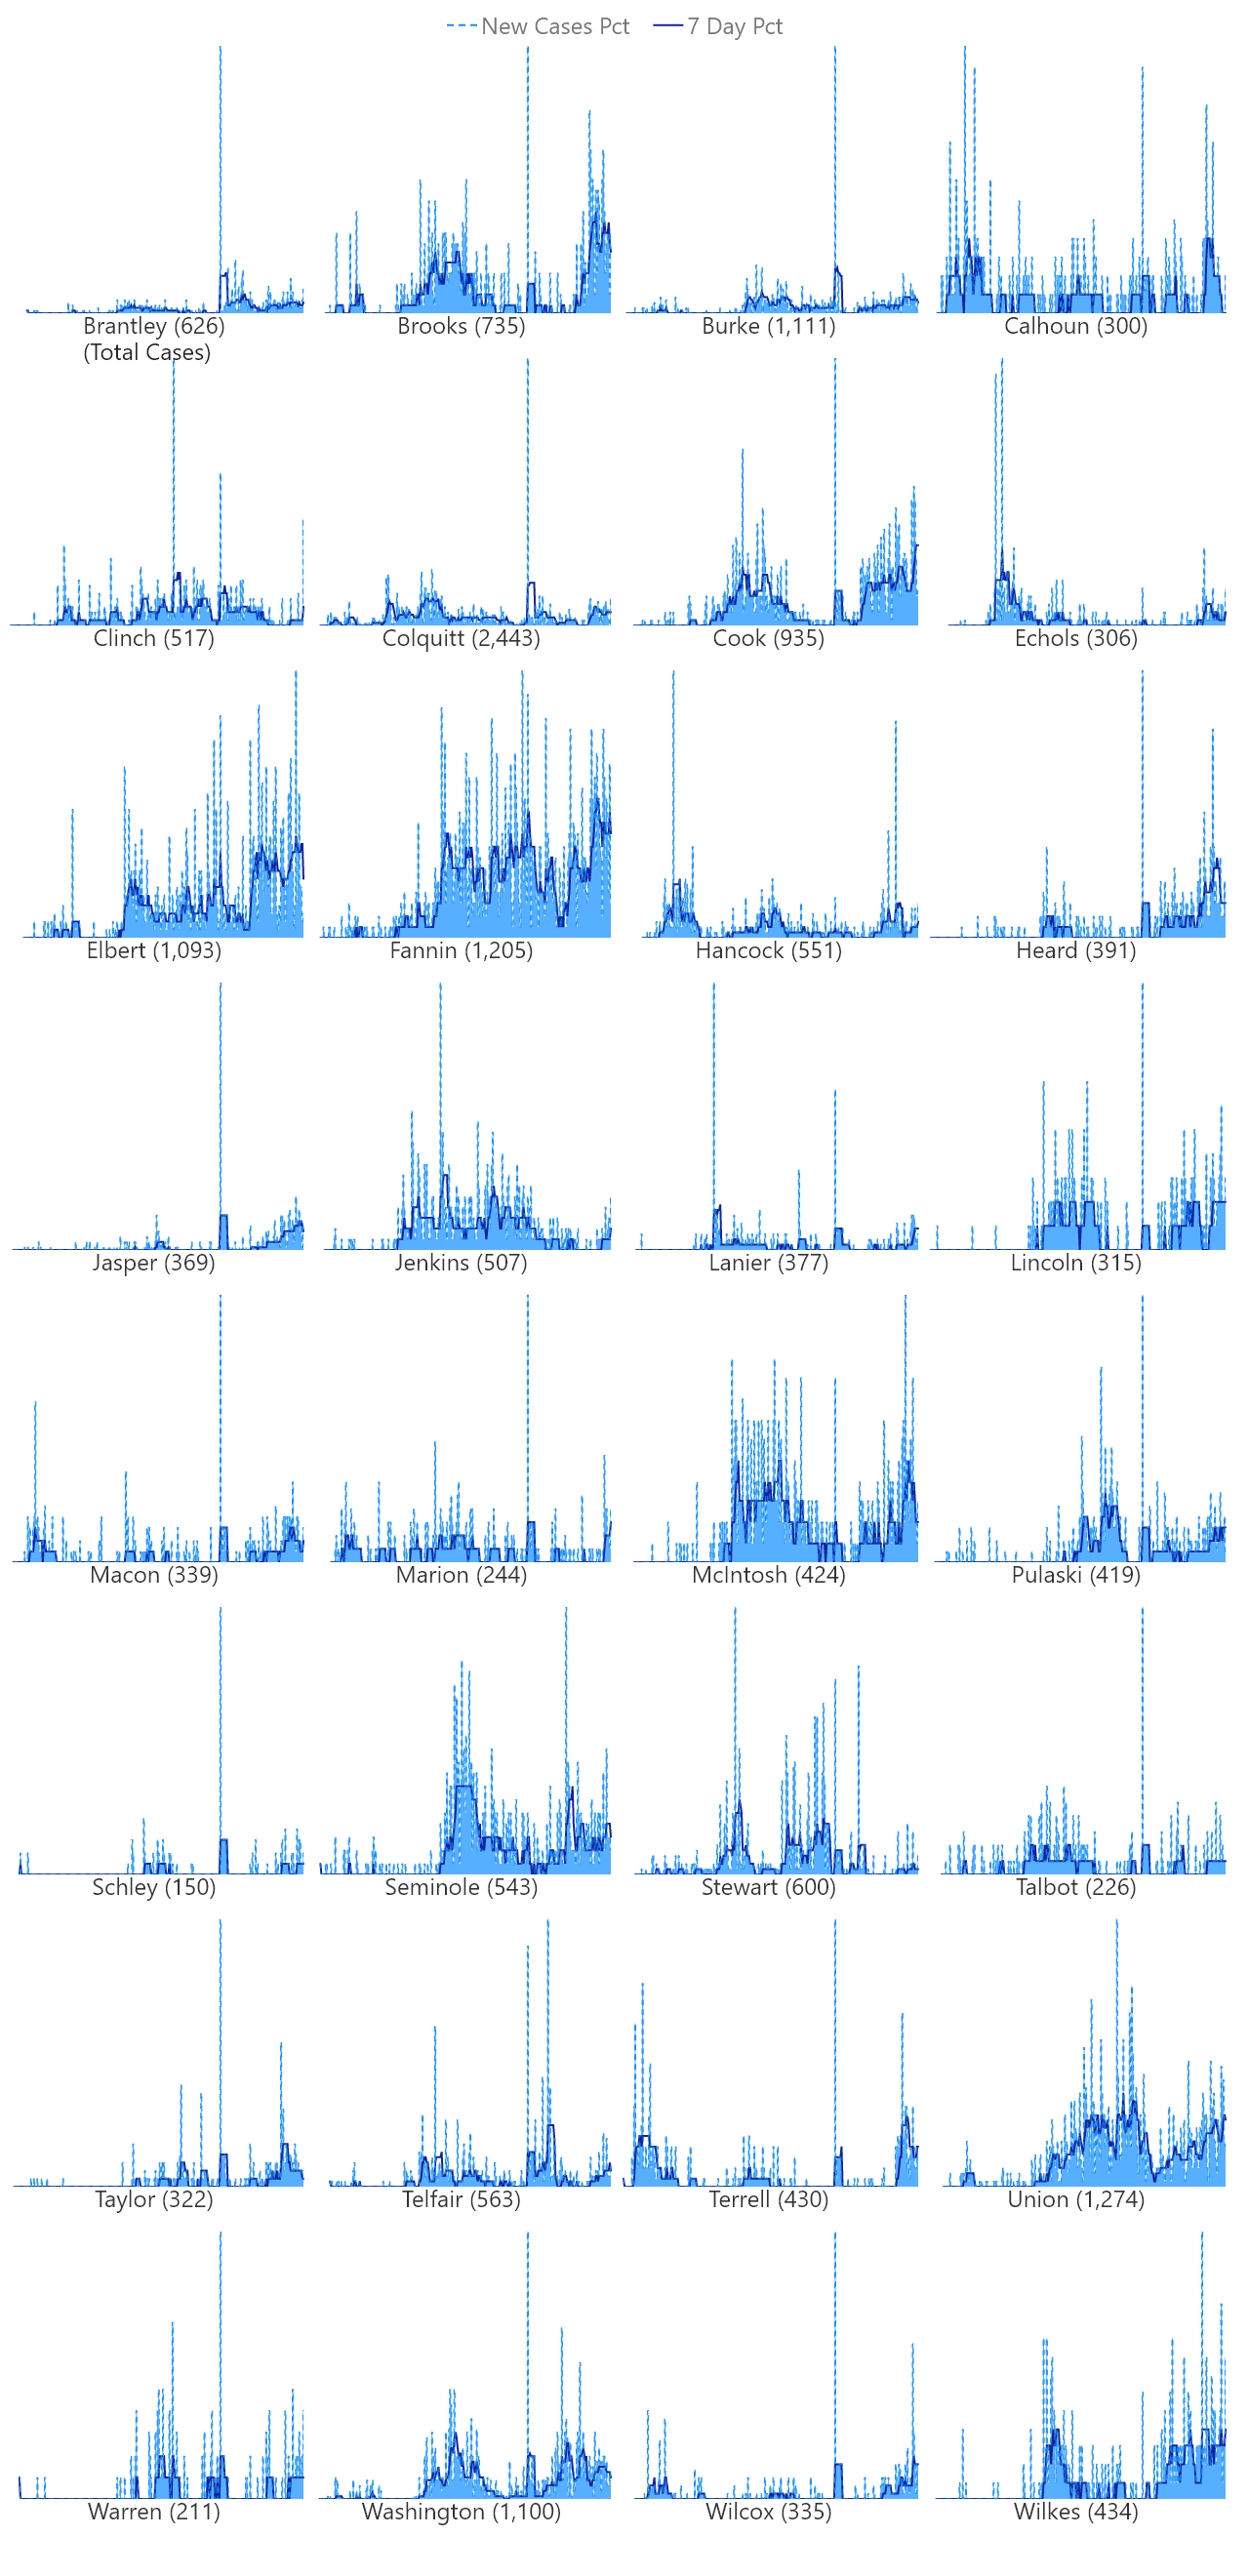 New Cases Pct 7 Day Pct
Brantley (626) Brooks (735) Burke (1,111) Calhoun (300)
(Total Cases)
Clinch (517) Colquitt (2,443) Cook (935) Echols (306)
Elbert (1,093) Fannin (1,205) Hancock (551) Heard (391)
Jasper (369) Jenkins (507) Lanier (377) Lincoln (315)
Macon (339) Marion (244) McIntosh (424) Pulaski (419)
Schley (150) Seminole (543) Stewart (600) Talbot (226)
Taylor (322) Telfair (563) Terrell (430) Union (1,274)
Warren (211) Washington (1,100) Wilcox (335) Wilkes (434)